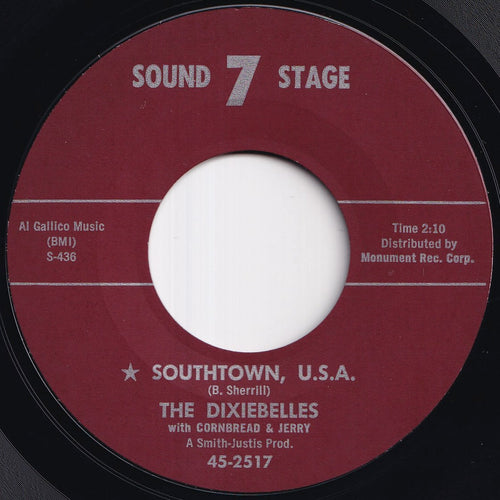 SOUND 7 STAGE
Al Gallico Music
(BMI)
S-436
Time 2:10
Distributed by
Monument Rec. Corp.
★ SOUTHTOWN, U.S.A.
(B. Sherrill)
THE DIXIEBELLES
with CORNBREAD & JERRY
A Smith-Justis Prod.
45-2517